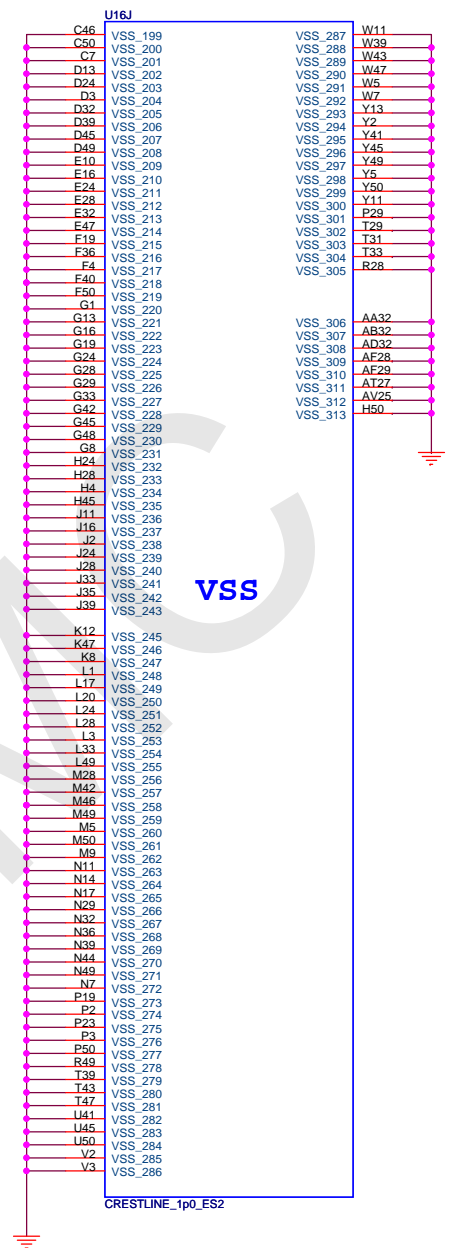 U16J
C46 VSS_199 VSS_287 W11
C50 VSS_200 VSS_288 W39
C7 VSS_201 VSS_289 W43
D13 VSS_202 VSS_290 W47
D24 VSS_203 VSS_291 W5
D3 VSS_204 VSS_292 W7
D32 VSS_205 VSS_293 Y13
D39 VSS_206 VSS_294 Y2
D45 VSS_207 VSS_295 Y41
D49 VSS_208 VSS_296 Y45
E10 VSS_209 VSS_297 Y49
E16 VSS_210 VSS_298 Y5
E24 VSS_211 VSS_299 Y50
E28 VSS_212 VSS_300 Y11
E32 VSS_213 VSS_301 P29
E47 VSS_214 VSS_302 T29
F19 VSS_215 VSS_303 T31
F36 VSS_216 VSS_304 T33
F4 VSS_217 VSS_305 R28
F40 VSS_218
F50 VSS_219
G1 VSS_220
G13 VSS_221 VSS_306 AA32
G16 VSS_222 VSS_307 AB32
G19 VSS_223 VSS_308 AD32
G24 VSS_224 VSS_309 AF28
G28 VSS_225 VSS_310 AF29
G29 VSS_226 VSS_311 AT27
G33 VSS_227 VSS_312 AV25
G42 VSS_228 VSS_313 H50
G45 VSS_229
G48 VSS_230
G8 VSS_231
H24 VSS_232
H28 VSS_233
H4 VSS_234
H45 VSS_235
J11 VSS_236
J16 VSS_237
J2 VSS_238
J24 VSS_239
J28 VSS_240
J33 VSS_241
J35 VSS_242
J39 VSS_243
VSS
K12 VSS_245
K47 VSS_246
K8 VSS_247
L1 VSS_248
L17 VSS_249
L20 VSS_250
L24 VSS_251
L28 VSS_252
L3 VSS_253
L33 VSS_254
L49 VSS_255
M28 VSS_256
M42 VSS_257
M46 VSS_258
M49 VSS_259
M5 VSS_260
M50 VSS_261
M9 VSS_262
N11 VSS_263
N14 VSS_264
N17 VSS_265
N29 VSS_266
N32 VSS_267
N36 VSS_268
N39 VSS_269
N44 VSS_270
N49 VSS_271
N7 VSS_272
P19 VSS_273
P2 VSS_274
P23 VSS_275
P3 VSS_276
P50 VSS_277
R49 VSS_278
T39 VSS_279
T43 VSS_280
T47 VSS_281
U41 VSS_282
U45 VSS_283
U50 VSS_284
V2 VSS_285
V3 VSS_286
CRESTLINE_1p0_ES2